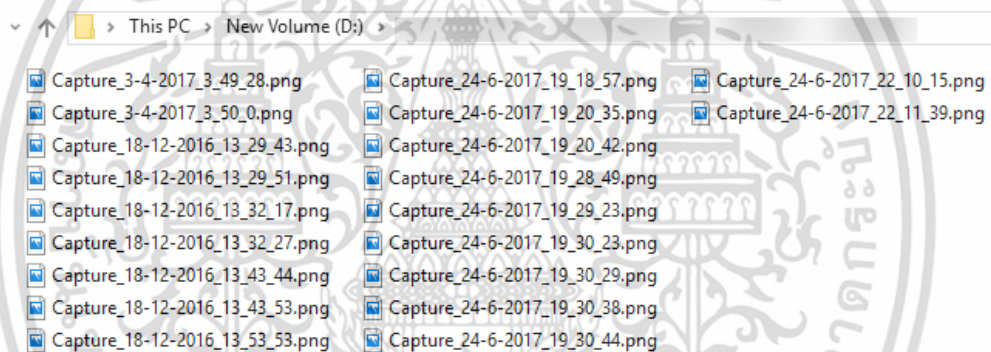 This PC > New Volume (D:) >
Capture_3-4-2017_3_49_28.png
Capture_3-4-2017_3_50_0.png
Capture_18-12-2016_13_29_43.png
Capture_18-12-2016_13_29_51.png
Capture_18-12-2016_13_32_17.png
Capture_18-12-2016_13_32_27.png
Capture_18-12-2016_13_43_44.png
Capture_18-12-2016_13_43_53.png
Capture_18-12-2016_13_53_53.png
Capture_24-6-2017_19_18_57.png
Capture_24-6-2017_19_20_35.png
Capture_24-6-2017_19_20_42.png
Capture_24-6-2017_19_28_49.png
Capture_24-6-2017_19_29_23.png
Capture_24-6-2017_19_30_23.png
Capture_24-6-2017_19_30_29.png
Capture_24-6-2017_19_30_38.png
Capture_24-6-2017_19_30_44.png
Capture_24-6-2017_22_10_15.png
Capture_24-6-2017_22_11_39.png